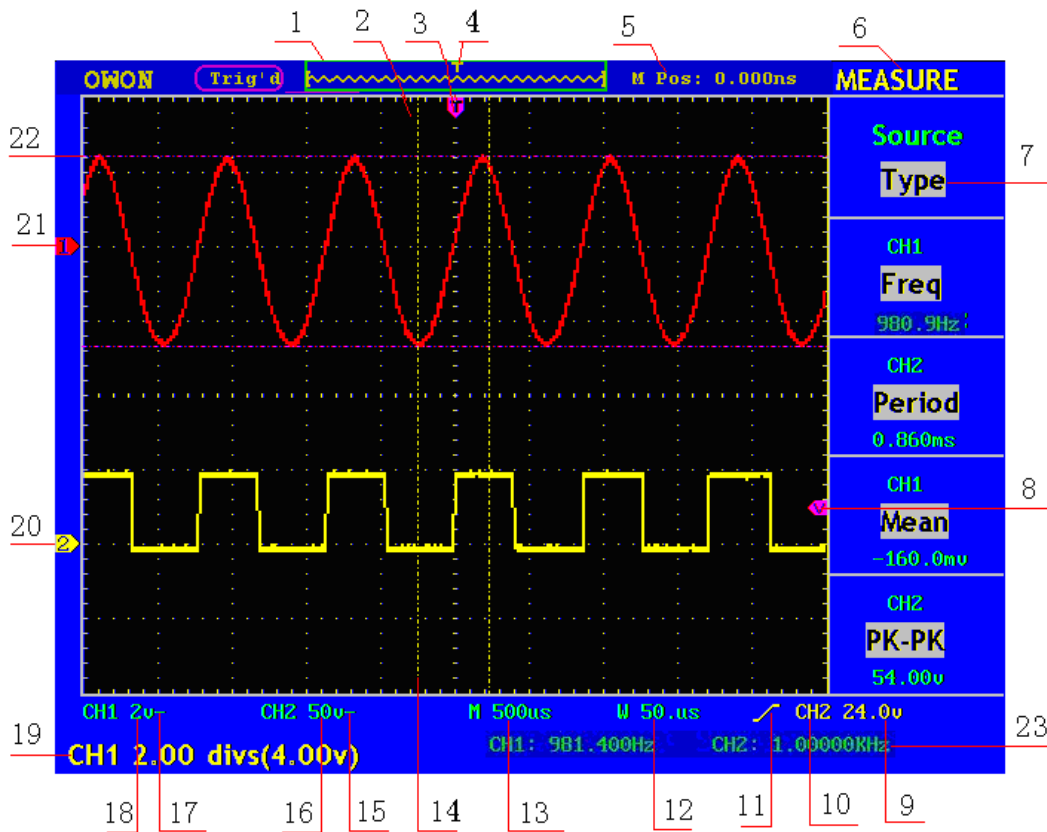 1 2 3 4 5 6
OWON Trig'd T M Pos: 0.000ns MEASURE
T
Source
22 7
Type
21 1 CH1
Freq
980.9Hz
CH2
Period
0.860ms
CH1
8
V
20 2 Mean
-160.0mv
CH2
PK-PK
54.00v
CH1 2v- CH2 50v- M 500us W 50.us CH2 24.0v
19 CH1 2.00 divs(4.00v) CH1: 981.400Hz CH2: 1.00000KHz 23
18 17 16 15 14 13 12 11 10 9